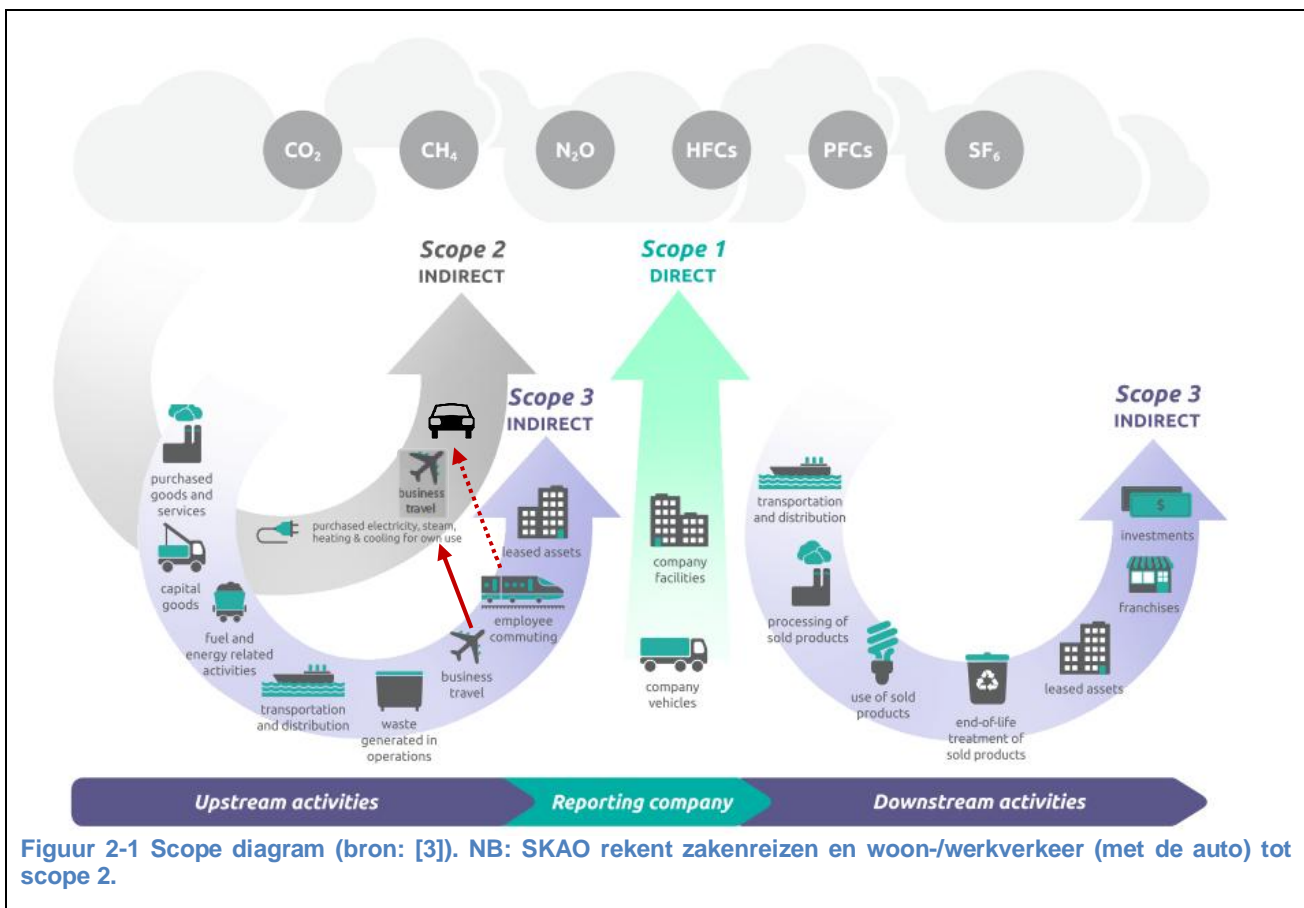 CO₂
CH₄
N₂O
HFCs
PFCs
SF₆
Scope 2
INDIRECT
Scope 1
DIRECT
Scope 3
INDIRECT
Scope 3
INDIRECT
purchased
goods and
services
capital
goods
fuel and
energy related
activities
transportation
and distribution
waste
generated in
operations
business
travel
employee
commuting
leased assets
business
travel
purchased electricity, steam,
heating & cooling for own use
company
facilities
company
vehicles
transportation
and distribution
processing of
sold products
use of sold
products
end-of-life
treatment of
sold products
leased assets
franchises
$
investments
Upstream activities
Reporting company
Downstream activities
Figuur 2-1 Scope diagram (bron: [3]). NB: SKAO rekent zakenreizen en woon-/werkverkeer (met de auto) tot
scope 2.